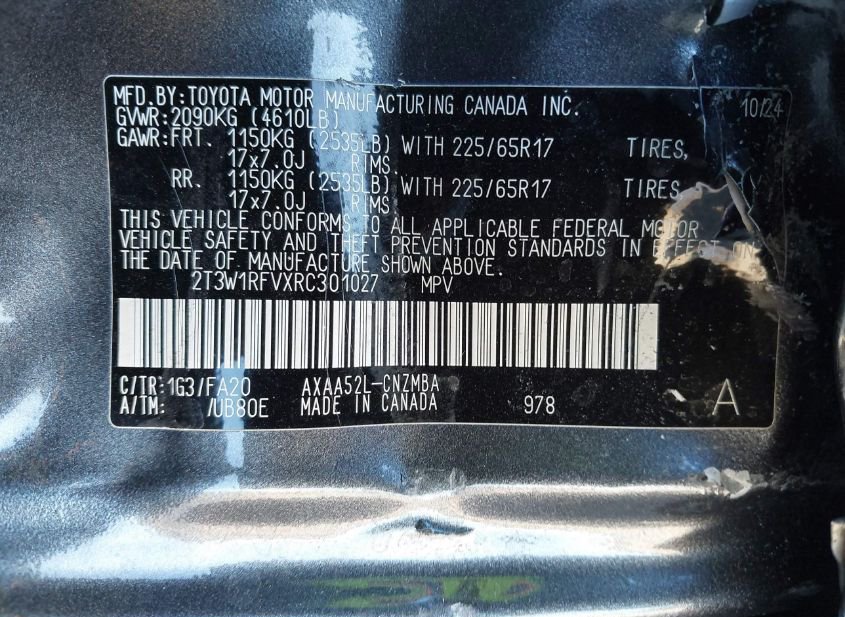 MFD.BY:TOYOTA MOTOR MANUFACTURING CANADA INC. 10/24
GVWR:2090KG (4610LB)
GAWR:FRT. 1150KG (2535LB) WITH 225/65R17 TIRES,
17x7.0J RIMS.
RR. 1150KG (2535LB) WITH 225/65R17 TIRES,
17x7.0J RIMS.
THIS VEHICLE CONFORMS TO ALL APPLICABLE FEDERAL MOTOR
VEHICLE SAFETY AND THEFT PREVENTION STANDARDS IN EFFECT ON
THE DATE OF MANUFACTURE SHOWN ABOVE.
2T3W1RFVXRC301027 MPV
C/TR:1G3/FA20 AXAA52L-CNZMBA
A/TM: /UB80E MADE IN CANADA 978 A